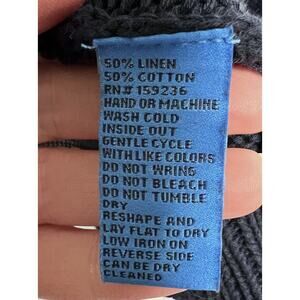 50% LINEN
50% COTTON
RN# 159236
HAND OR MACHINE
WASH COLD
INSIDE OUT
GENTLE CYCLE
WITH LIKE COLORS
DO NOT WRING
DO NOT BLEACH
DO NOT TUMBLE
DRY
RESHAPE AND
LAY FLAT TO DRY
LOW IRON ON
REVERSE SIDE
CAN BE DRY
CLEANED